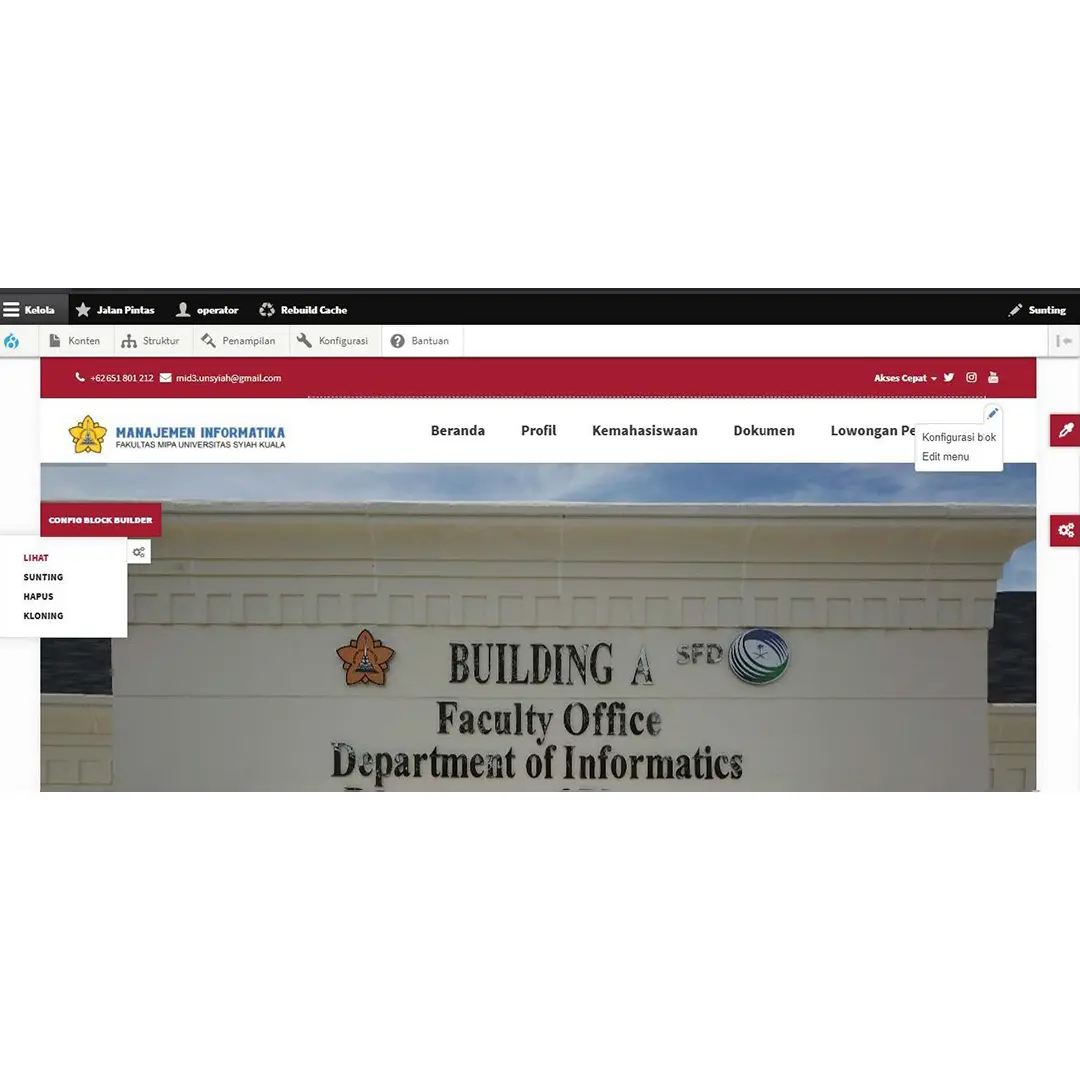 Kelola Jalan Pintas operator Rebuild Cache Sunting
Konten Struktur Penampilan Konfigurasi Bantuan
+62 651 801 212 mid3.unsyiah@gmail.com Akses Cepat
MANAJEMEN INFORMATIKA
FAKULTAS MIPA UNIVERSITAS SYIAH KUALA
Beranda Profil Kemahasiswaan Dokumen Lowongan Pe
Konfigurasi blok
Edit menu
CONFIG BLOCK BUILDER
LIHAT
SUNTING
HAPUS
KLONING
BUILDING A SFD
Faculty Office
Department of Informatics